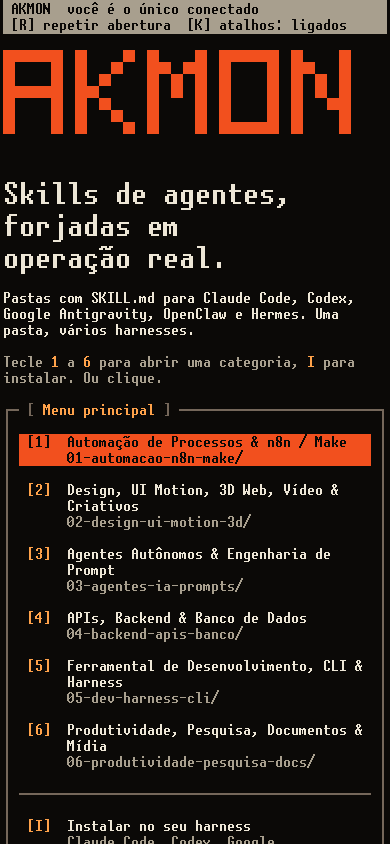 AKMON você é o único conectado
[R] repetir abertura [K] atalhos: ligados
AKMON
Skills de agentes,
forjadas em
operação real.
Pastas com SKILL.md para Claude Code, Codex,
Google Antigravity, OpenClaw e Hermes. Uma
pasta, vários harnesses.
Tecle 1 a 6 para abrir uma categoria, I para
instalar. Ou clique.
[ Menu principal ]
[1] Automação de Processos & n8n / Make
01-automacao-n8n-make/
[2] Design, UI Motion, 3D Web, Vídeo &
Criativos
02-design-ui-motion-3d/
[3] Agentes Autônomos & Engenharia de
Prompt
03-agentes-ia-prompts/
[4] APIs, Backend & Banco de Dados
04-backend-apis-banco/
[5] Ferramental de Desenvolvimento, CLI &
Harness
05-dev-harness-cli/
[6] Produtividade, Pesquisa, Documentos &
Mídia
06-produtividade-pesquisa-docs/
[I] Instalar no seu harness
Claude Code, Codex, Google